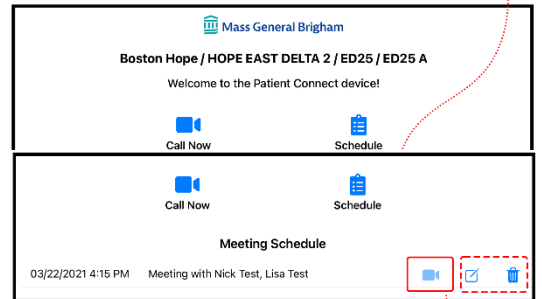 Mass General Brigham
Boston Hope / HOPE EAST DELTA 2 / ED25 / ED25 A
Welcome to the Patient Connect device!
Call Now Schedule
Call Now Schedule
Meeting Schedule
03/22/2021 4:15 PM Meeting with Nick Test, Lisa Test